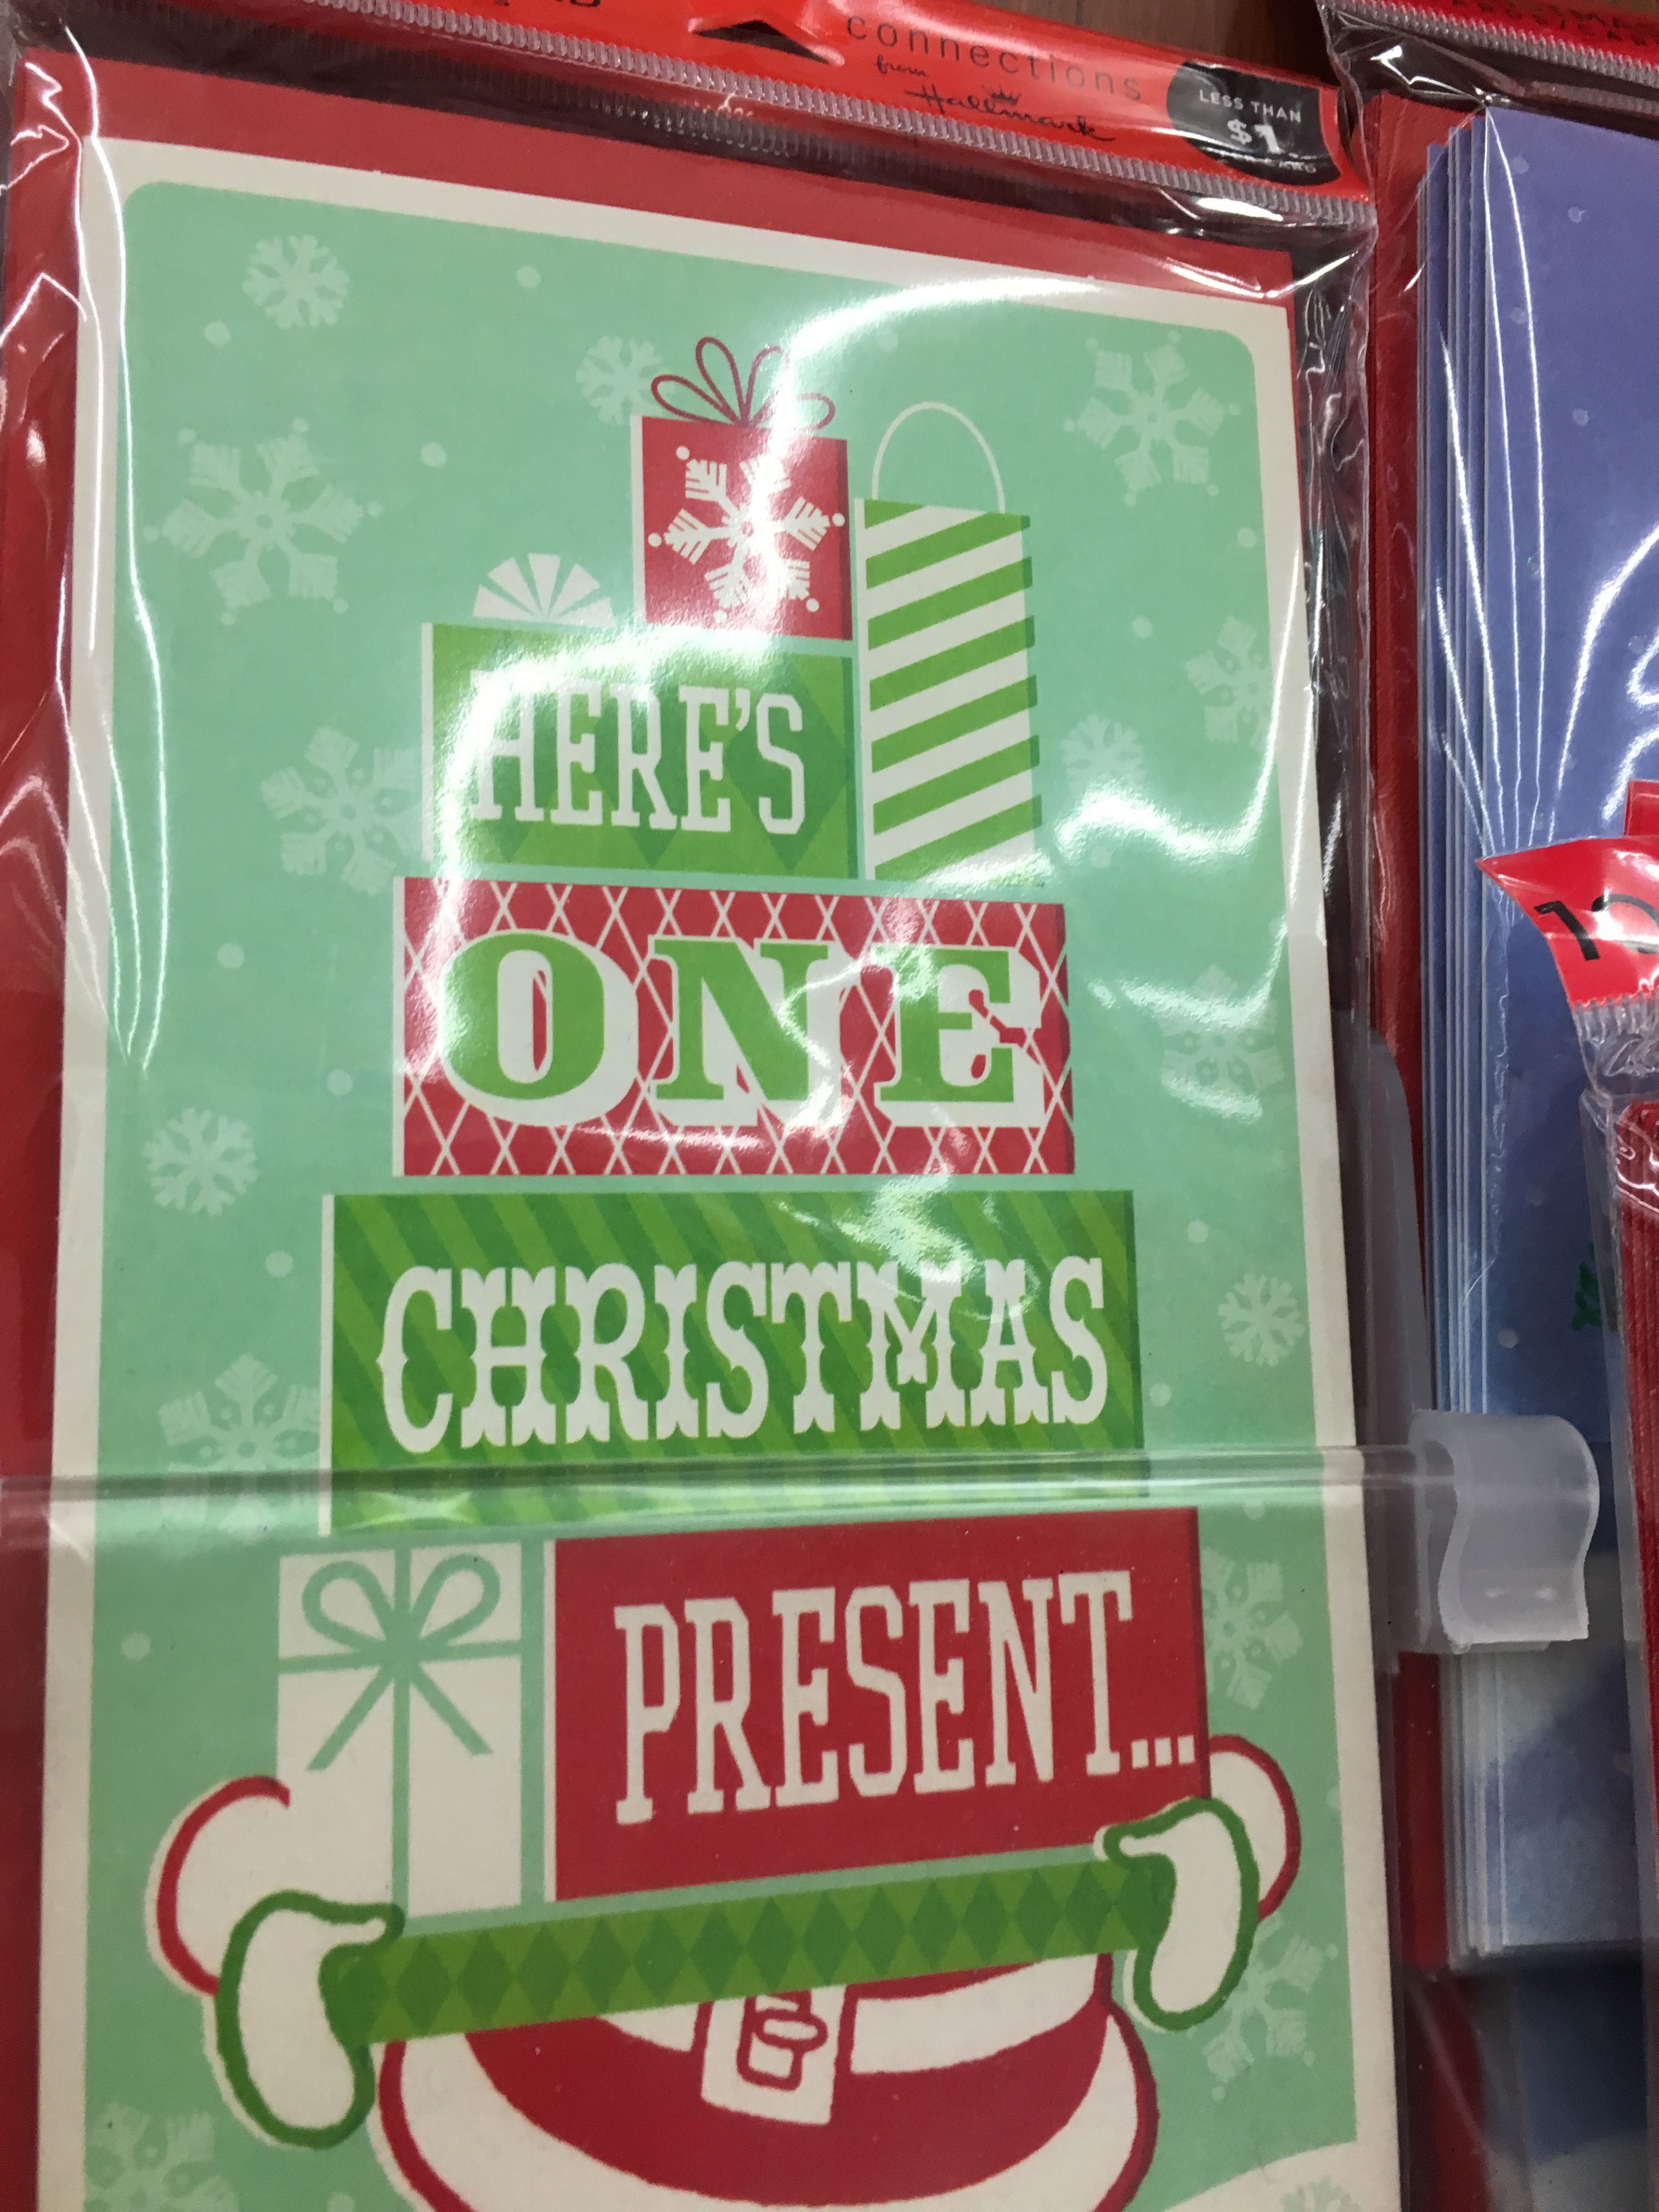 connections
from
Hallmark
LESS THAN
$1
HERE'S
ONE
CHRISTMAS
PRESENT...